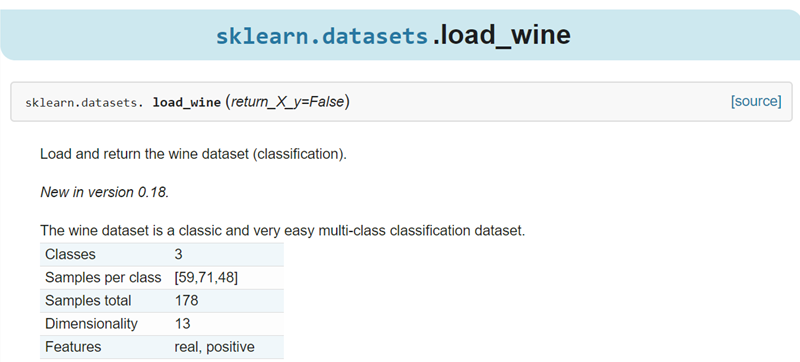 sklearn.datasets.load_wine
sklearn.datasets. load_wine (return_X_y=False) [source]
Load and return the wine dataset (classification).
New in version 0.18.
The wine dataset is a classic and very easy multi-class classification dataset.
Classes 3
Samples per class [59,71,48]
Samples total 178
Dimensionality 13
Features real, positive